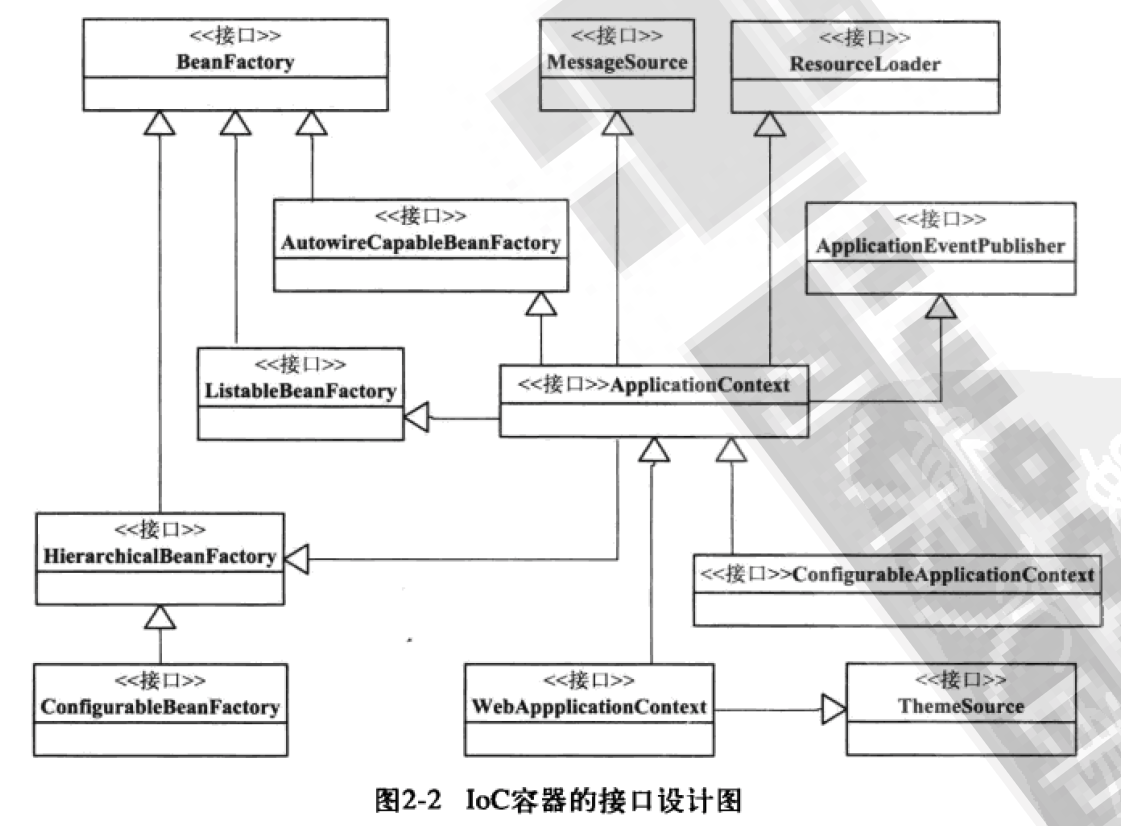 <<接口>>
BeanFactory
<<接口>>
MessageSource
<<接口>>
ResourceLoader
<<接口>>
AutowireCapableBeanFactory
<<接口>>
ApplicationEventPublisher
<<接口>>
ListableBeanFactory
<<接口>>ApplicationContext
<<接口>>
HierarchicalBeanFactory
<<接口>>ConfigurableApplicationContext
<<接口>>
ConfigurableBeanFactory
<<接口>>
WebAppplicationContext
<<接口>>
ThemeSource
图2-2 IoC容器的接口设计图